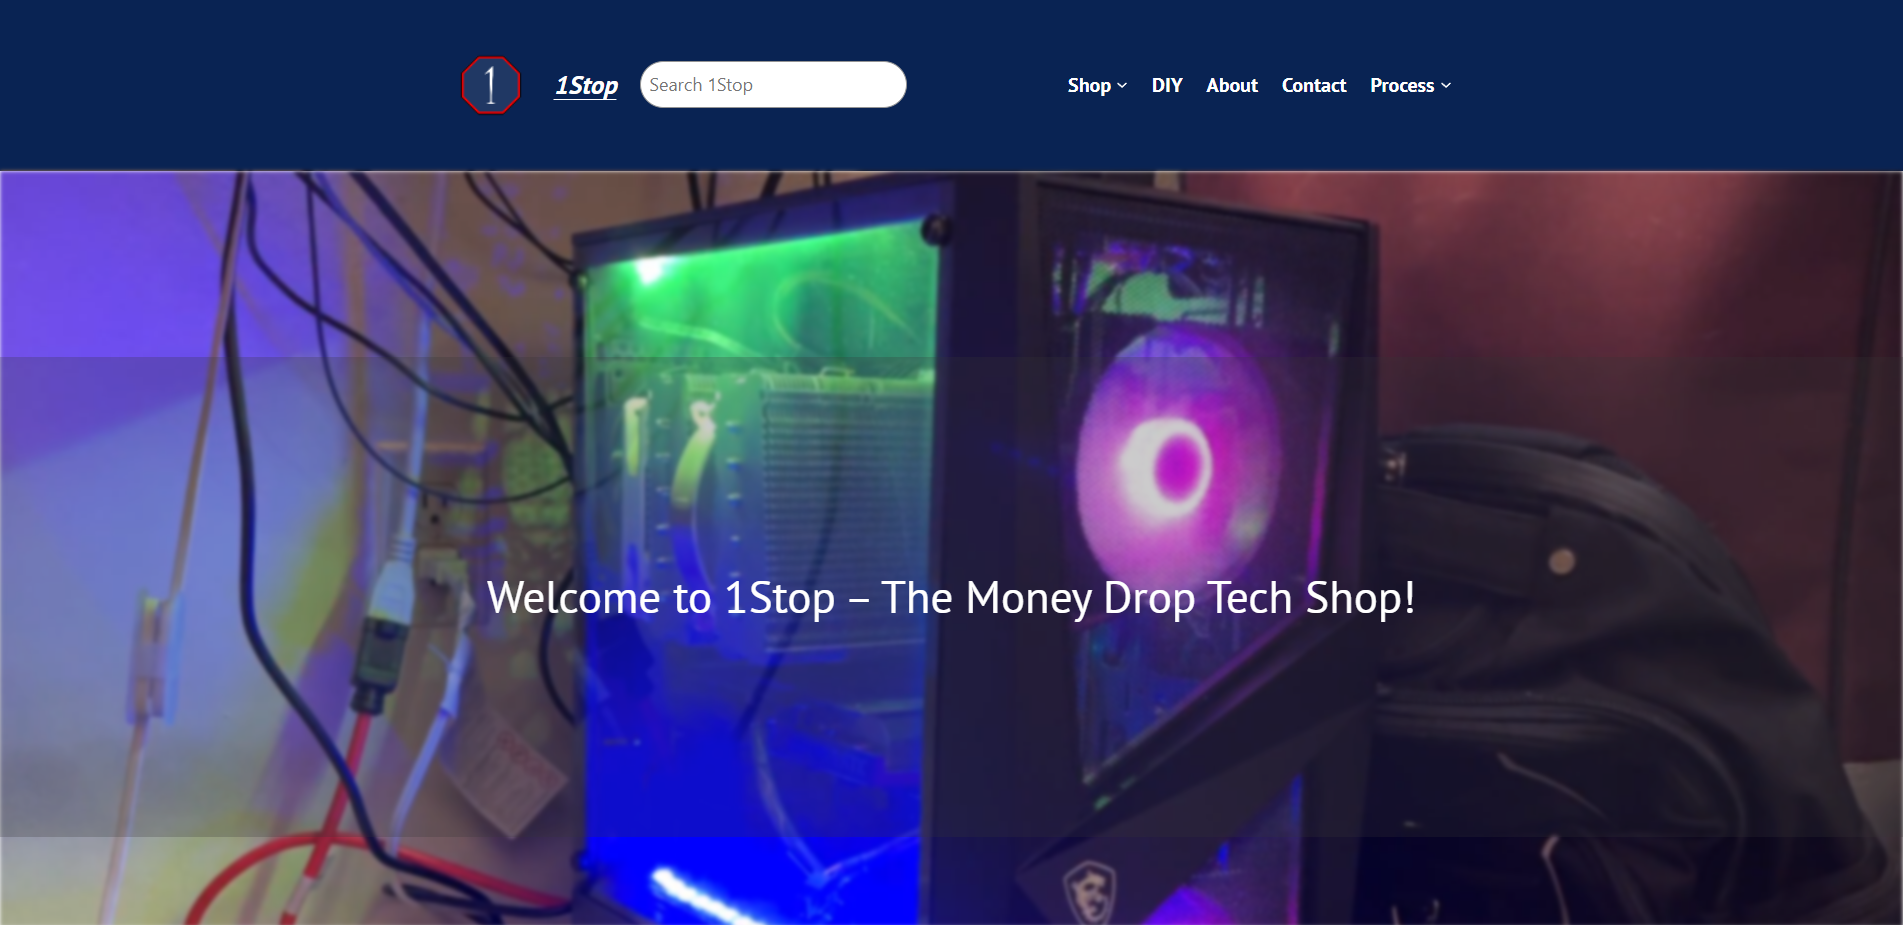 1
1Stop
Search 1Stop
Shop
DIY
About
Contact
Process
Welcome to 1Stop – The Money Drop Tech Shop!